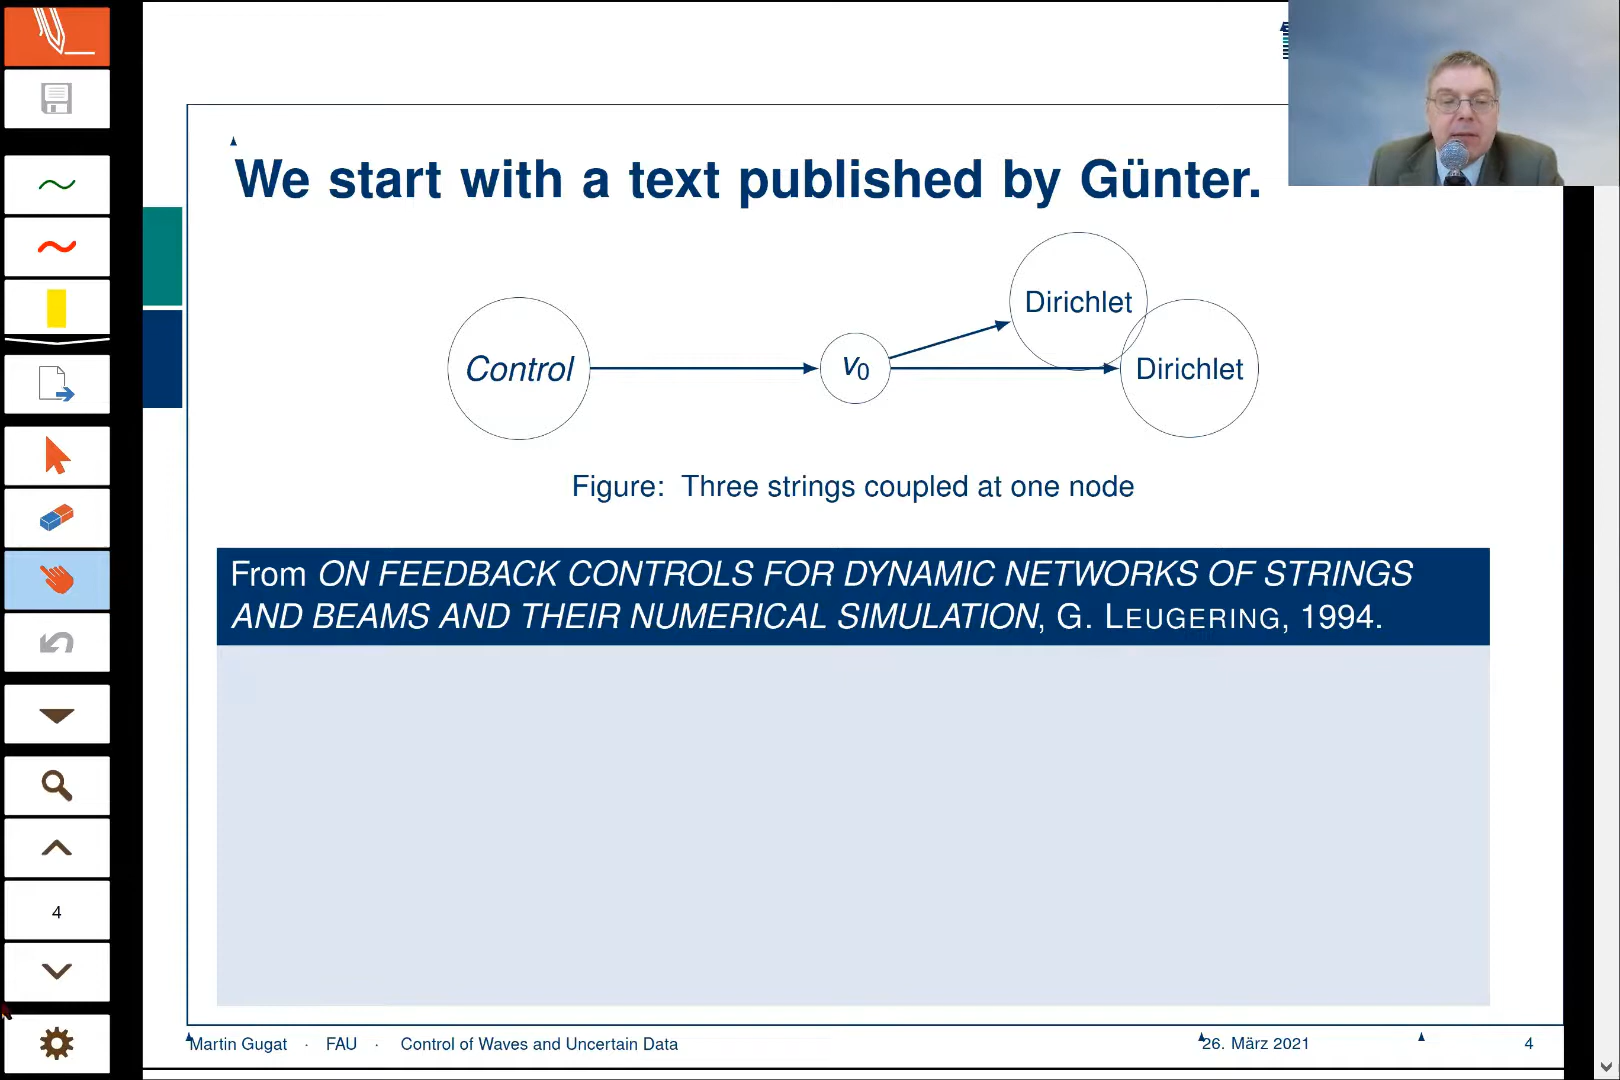 We start with a text published by Günter.
Dirichlet
Control
v0
Dirichlet
Figure: Three strings coupled at one node
From ON FEEDBACK CONTROLS FOR DYNAMIC NETWORKS OF STRINGS
AND BEAMS AND THEIR NUMERICAL SIMULATION, G. LEUGERING, 1994.
4
Martin Gugat · FAU · Control of Waves and Uncertain Data 26. März 2021 4